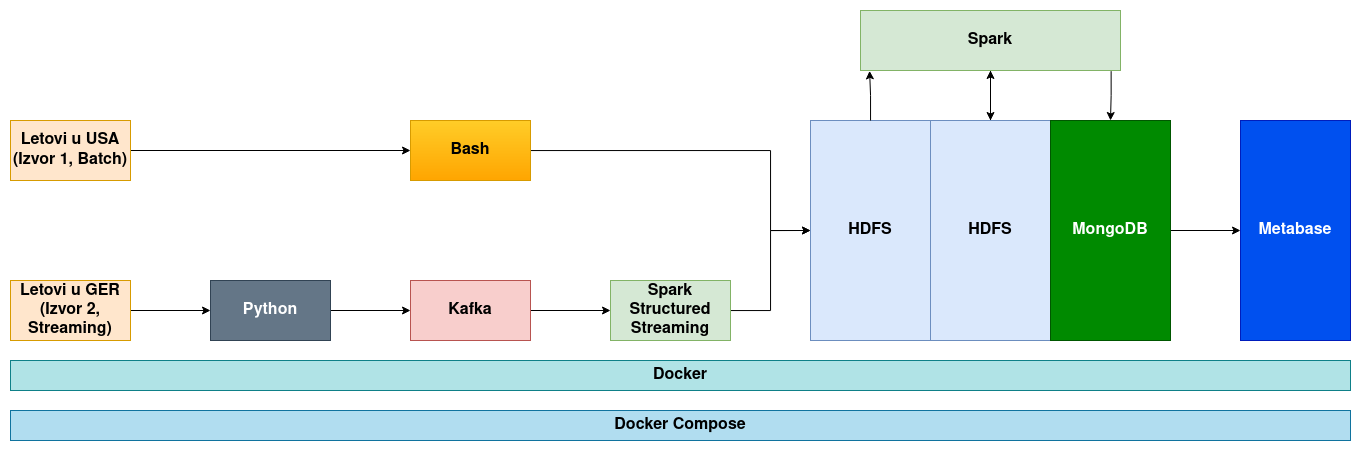 Spark
Letovi u USA
(Izvor 1, Batch)
Bash
HDFS
HDFS
MongoDB
Metabase
Letovi u GER
(Izvor 2,
Streaming)
Python
Kafka
Spark
Structured
Streaming
Docker
Docker Compose